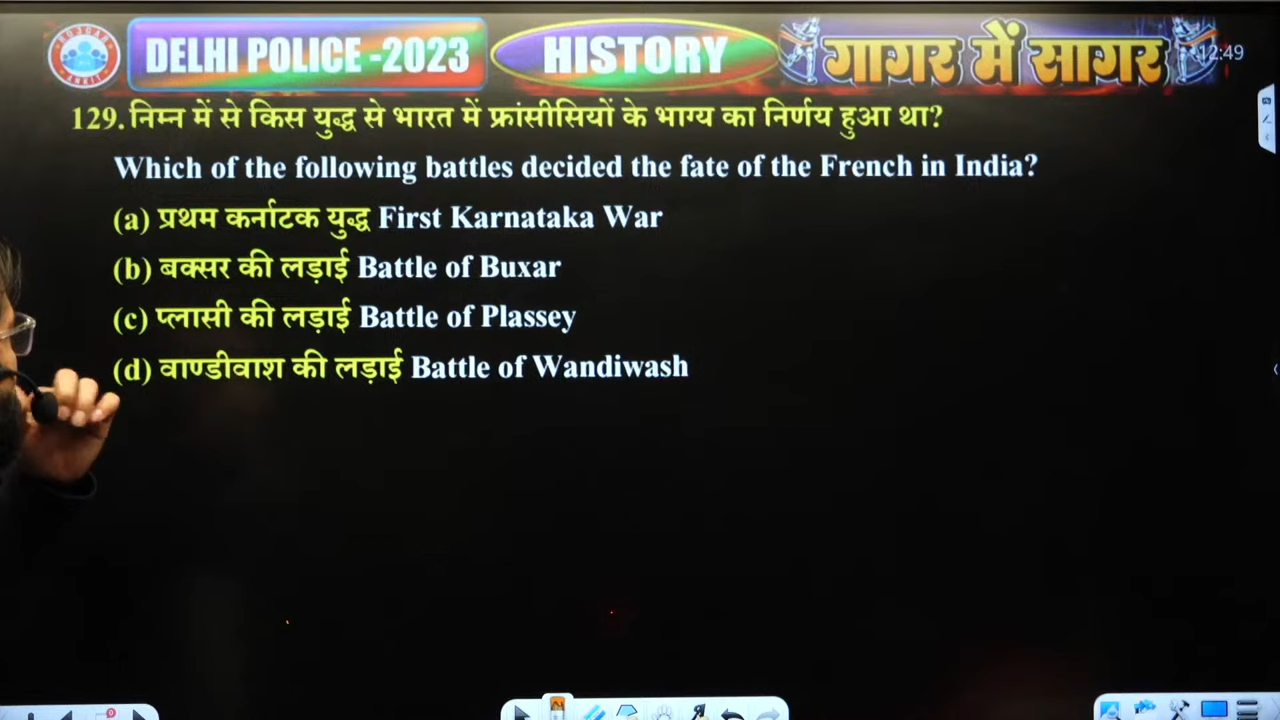 ROJGAR
ANKIT
DELHI POLICE -2023
HISTORY
गागर में सागर
12:49
129. निम्न में से किस युद्ध से भारत में फ्रांसीसियों के भाग्य का निर्णय हुआ था?
Which of the following battles decided the fate of the French in India?
(a) प्रथम कर्नाटक युद्ध First Karnataka War
(b) बक्सर की लड़ाई Battle of Buxar
(c) प्लासी की लड़ाई Battle of Plassey
(d) वाण्डीवाश की लड़ाई Battle of Wandiwash